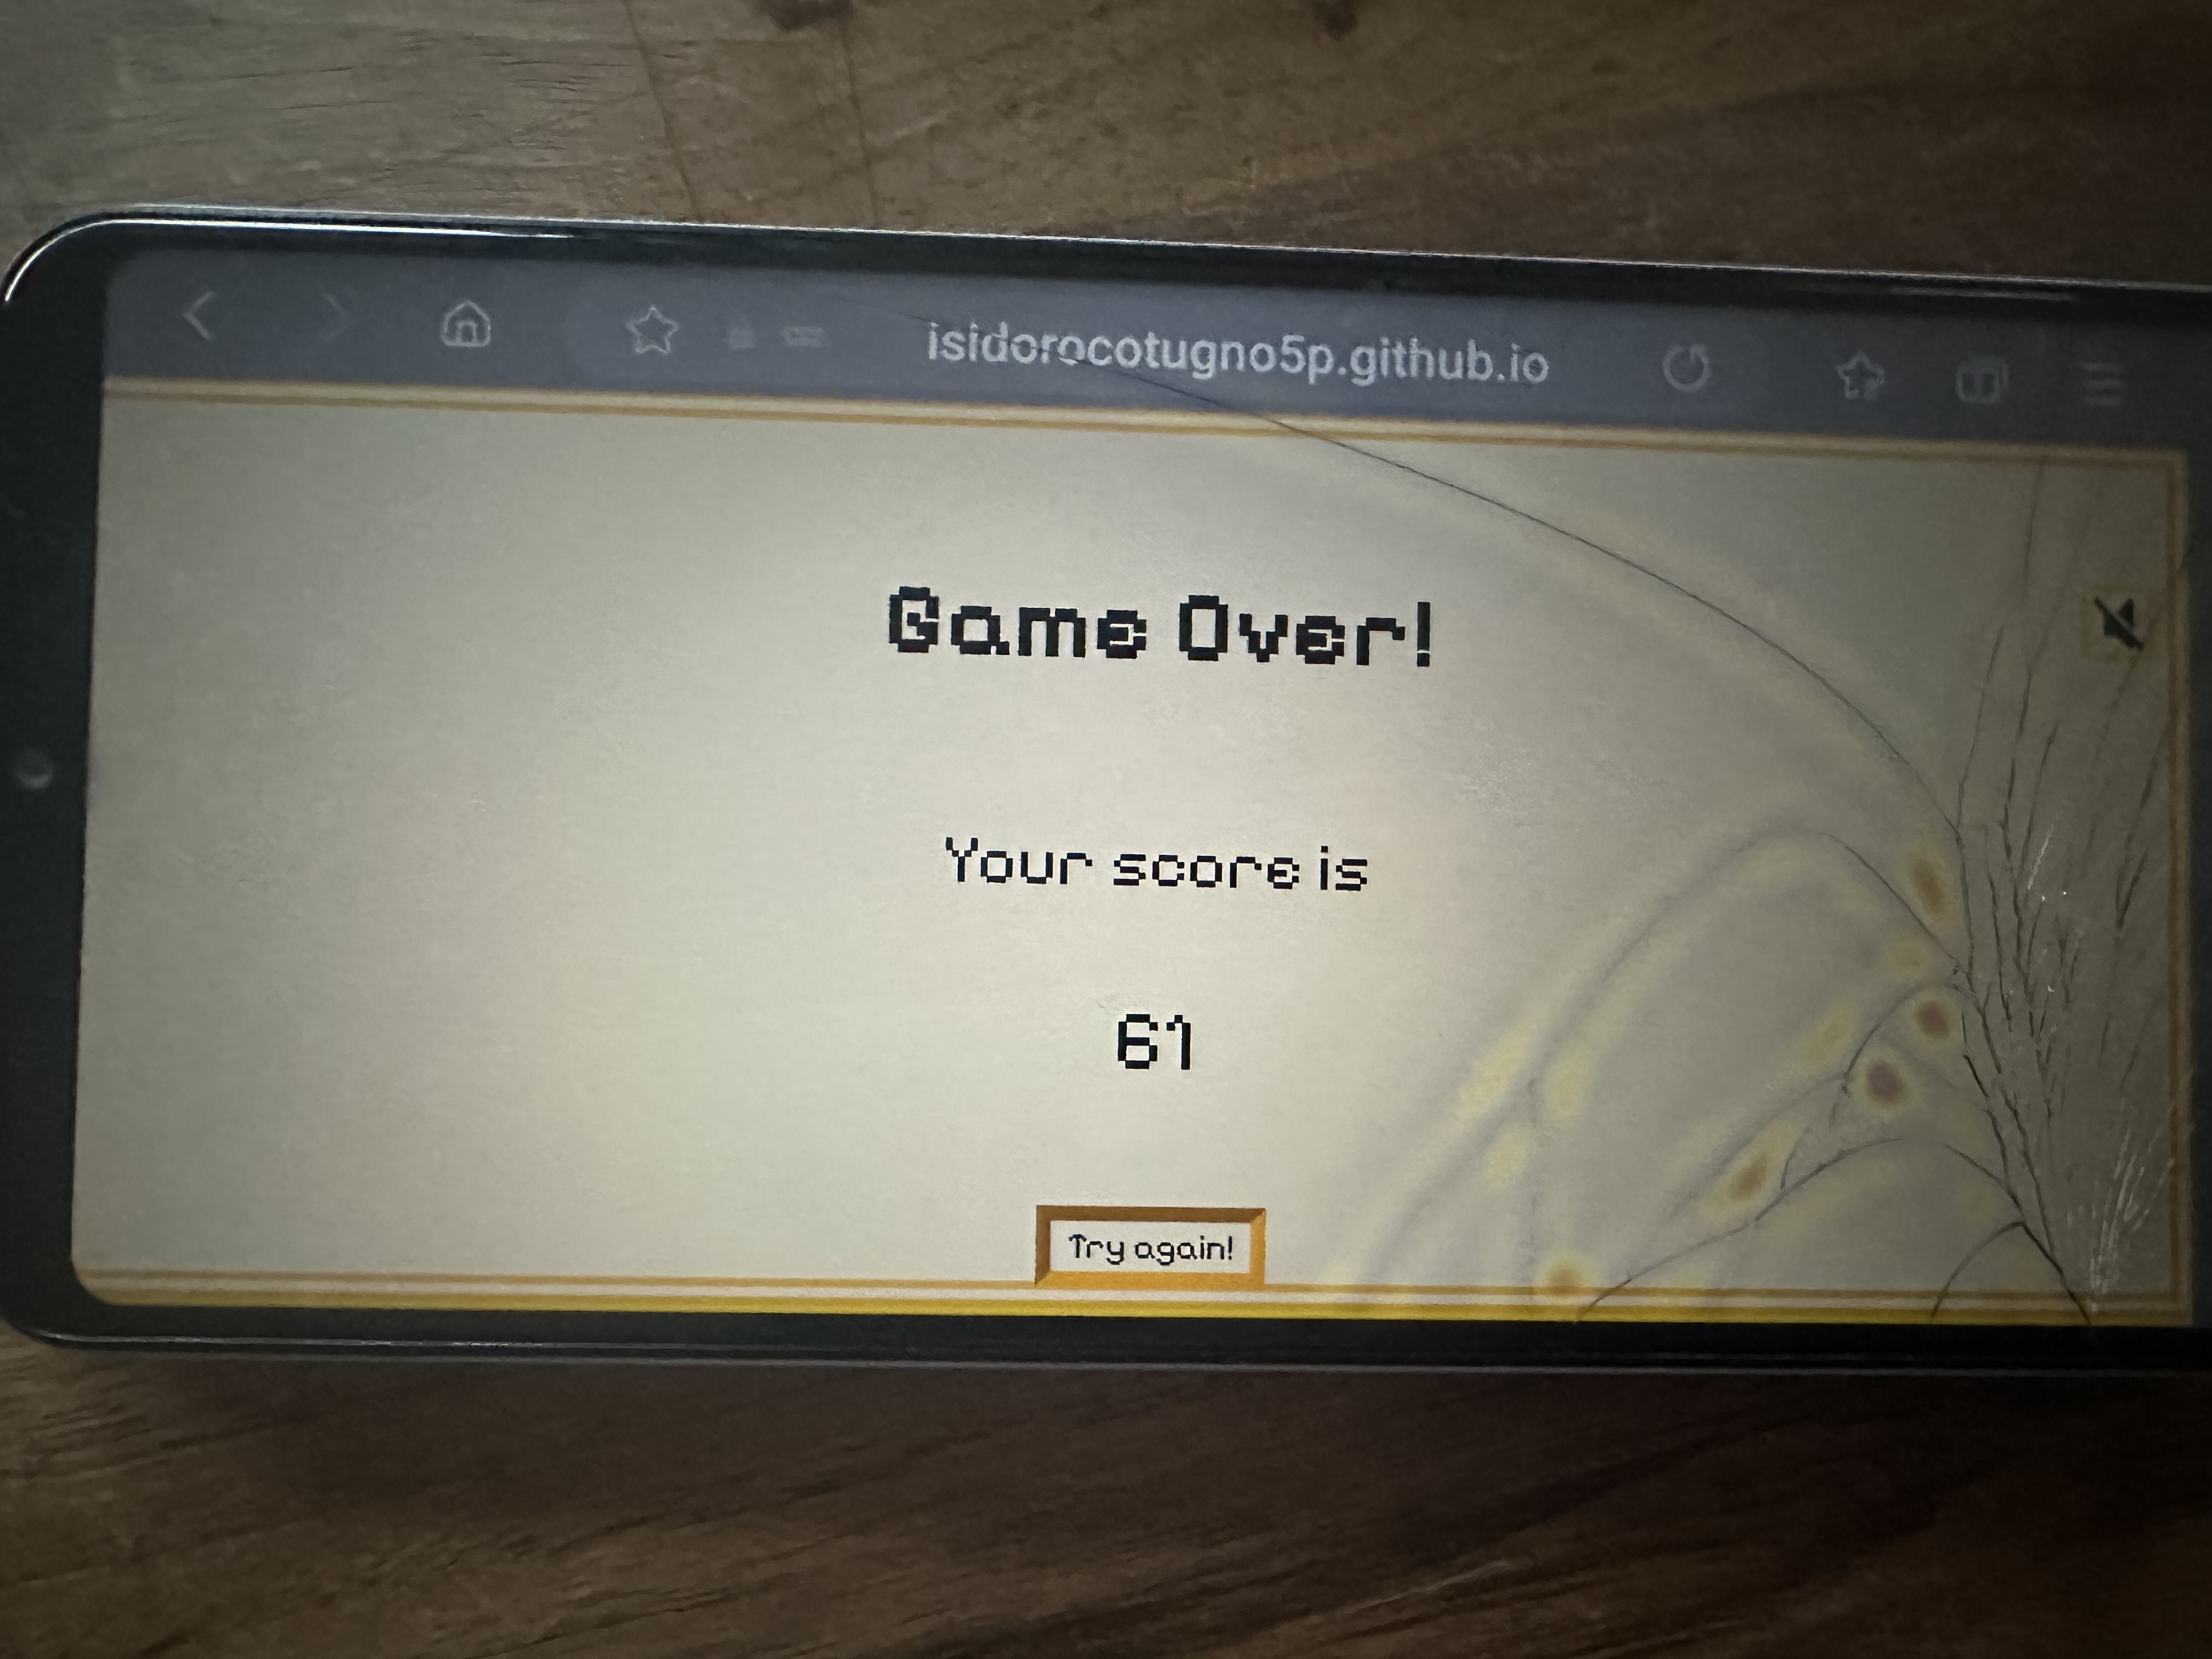 isidorocotugno5p.github.io
Game Over!
Your score is
61
Try again!